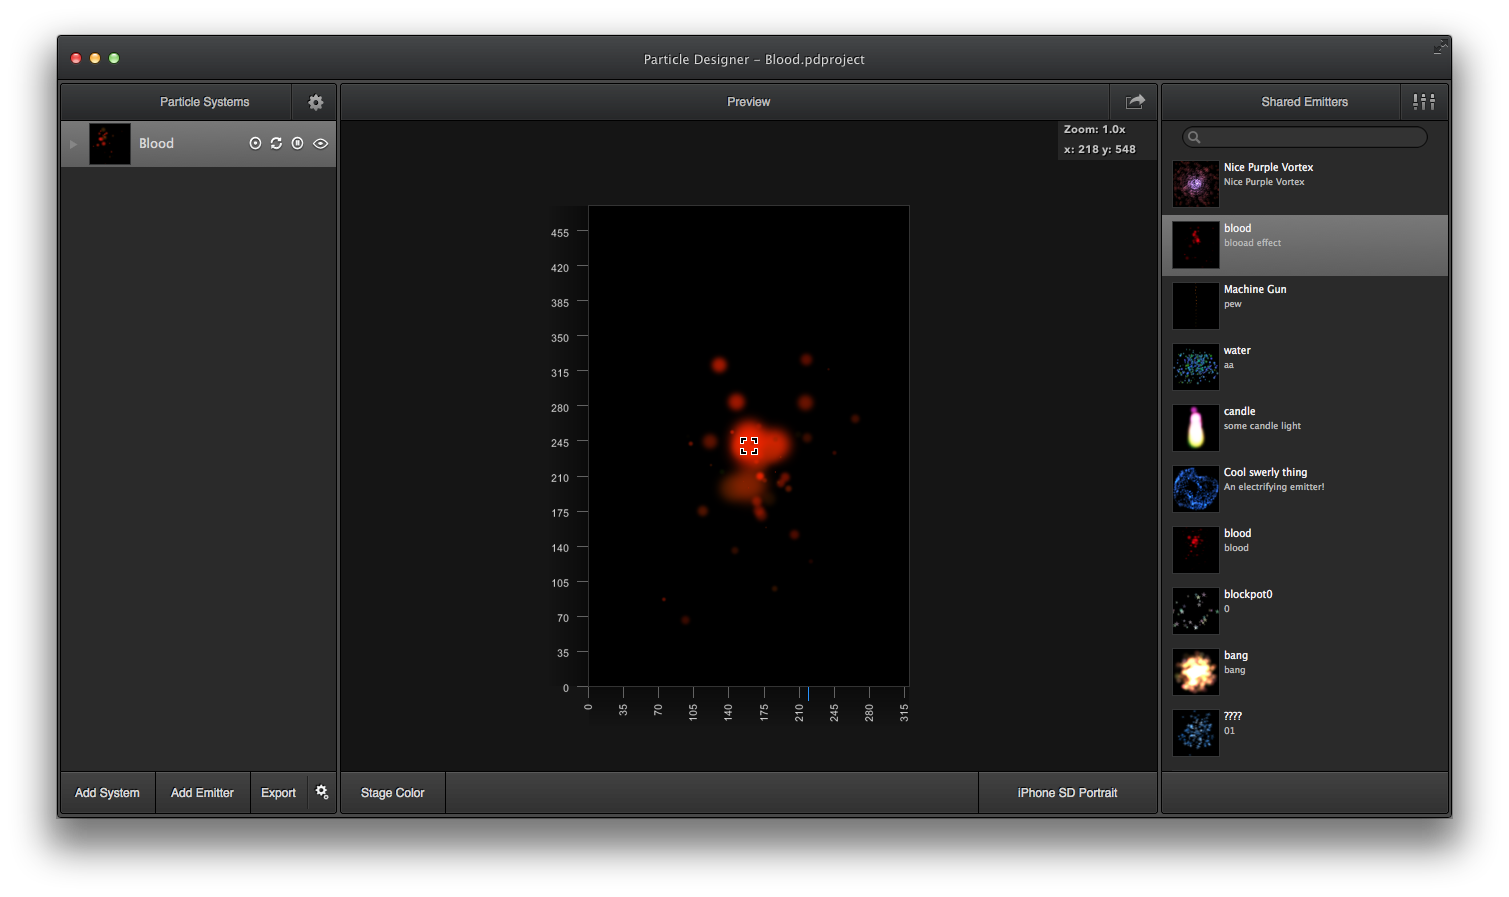 Particle Designer – Blood.pdproject
Particle Systems
Blood
Add System
Add Emitter
Export
Preview
Zoom: 1.0x
x: 218 y: 548
455
420
385
350
315
280
245
210
175
140
105
70
35
0
0
35
70
105
140
175
210
245
280
315
Stage Color
iPhone SD Portrait
Shared Emitters
Nice Purple Vortex
Nice Purple Vortex
blood
blooad effect
Machine Gun
pew
water
aa
candle
some candle light
Cool swerly thing
An electrifying emitter!
blood
blood
blockpot0
0
bang
bang
????
01